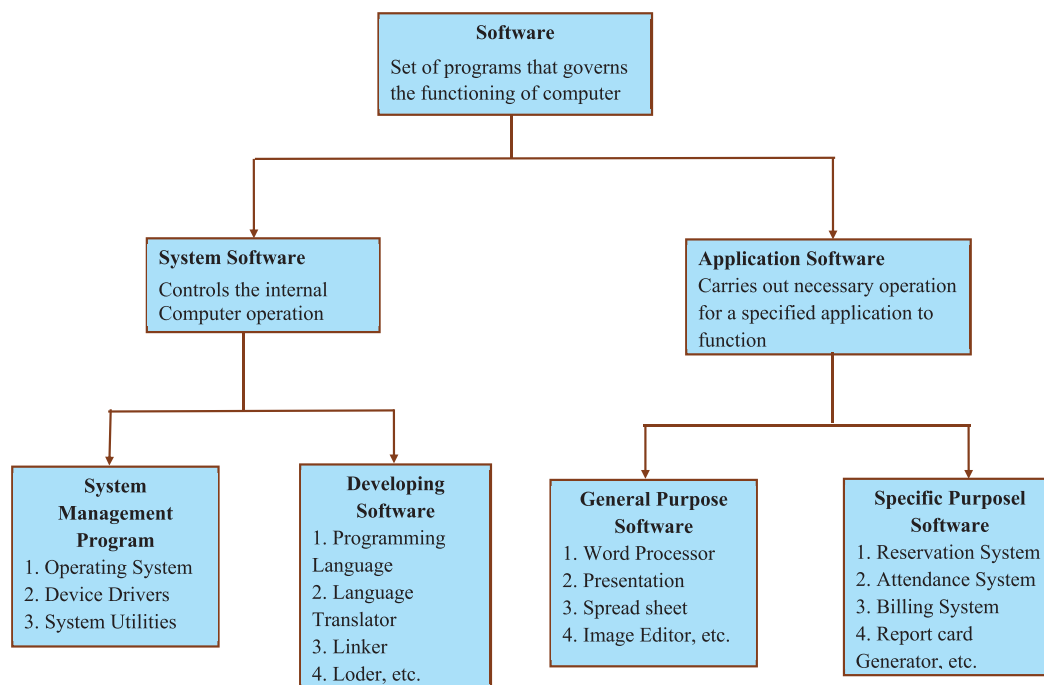 Software
Set of programs that governs
the functioning of computer
System Software
Controls the internal
Computer operation
Application Software
Carries out necessary operation
for a specified application to
function
System
Management
Program
1. Operating System
2. Device Drivers
3. System Utilities
Developing
Software
1. Programming
Language
2. Language
Translator
3. Linker
4. Loder, etc.
General Purpose
Software
1. Word Processor
2. Presentation
3. Spread sheet
4. Image Editor, etc.
Specific Purposel
Software
1. Reservation System
2. Attendance System
3. Billing System
4. Report card
Generator, etc.